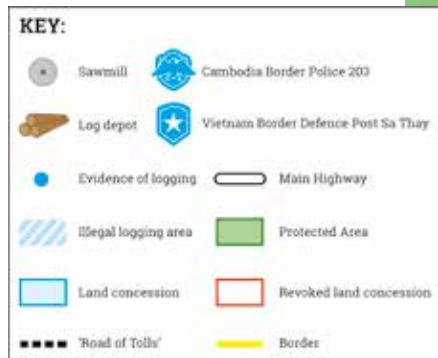 KEY:
Sawmill
Cambodia Border Police 203
Log depot
Vietnam Border Defence Post Sa Thay
Evidence of logging
Main Highway
Illegal logging area
Protected Area
Land concession
Revoked land concession
'Road of Tolls'
Border